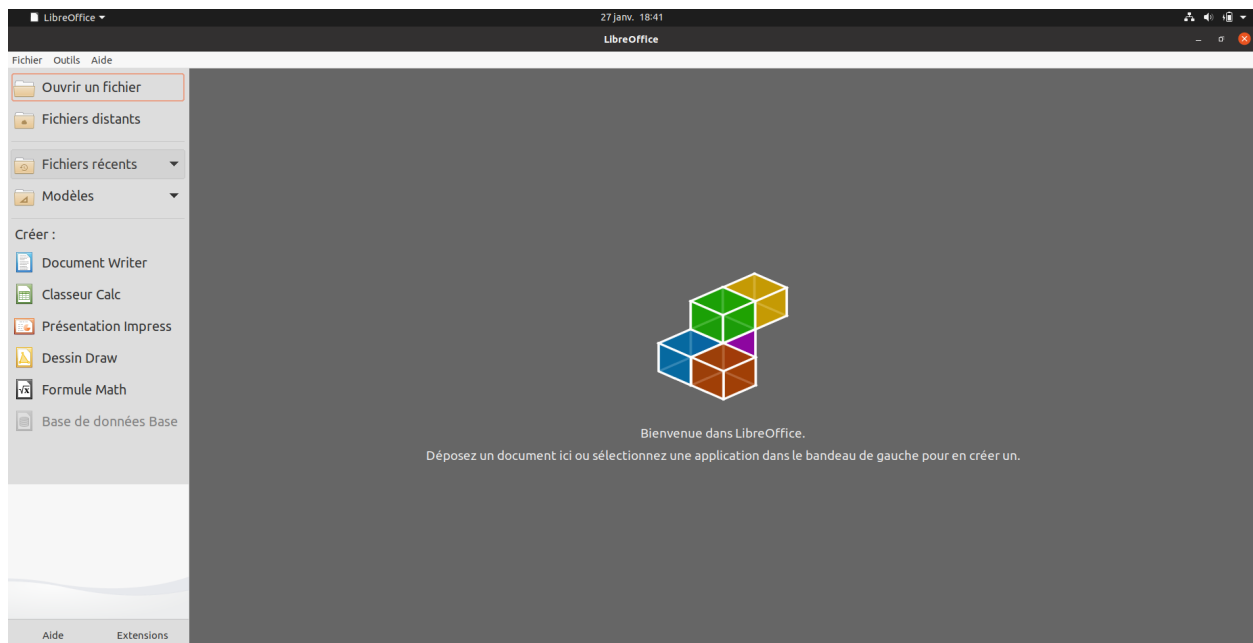 LibreOffice
27 janv. 18:41
LibreOffice
Fichier Outils Aide
Ouvrir un fichier
Fichiers distants
Fichiers récents
Modèles
Créer :
Document Writer
Classeur Calc
Présentation Impress
Dessin Draw
Formule Math
Base de données Base
Bienvenue dans LibreOffice.
Déposez un document ici ou sélectionnez une application dans le bandeau de gauche pour en créer un.
Aide Extensions